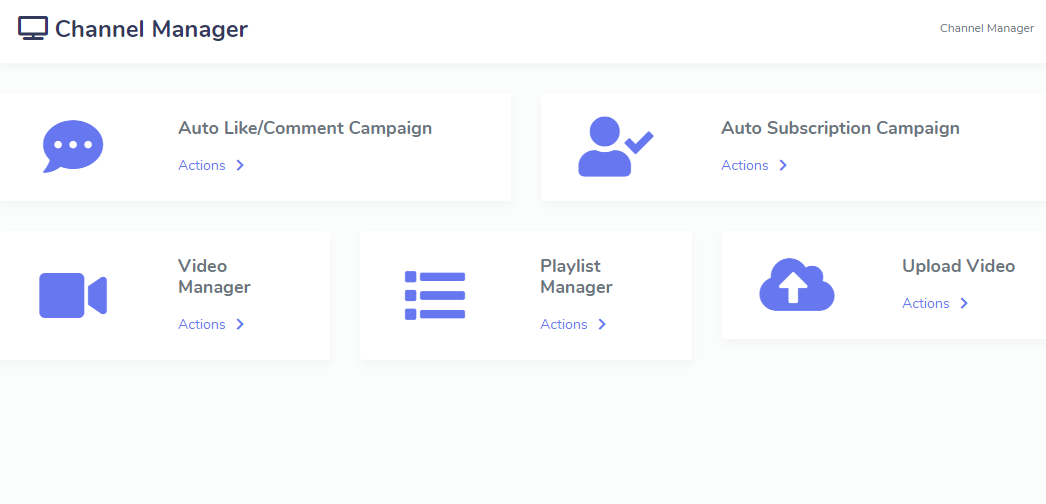 Channel Manager
Channel Manager
Auto Like/Comment Campaign
Actions
Auto Subscription Campaign
Actions
Video
Manager
Actions
Playlist
Manager
Actions
Upload Video
Actions